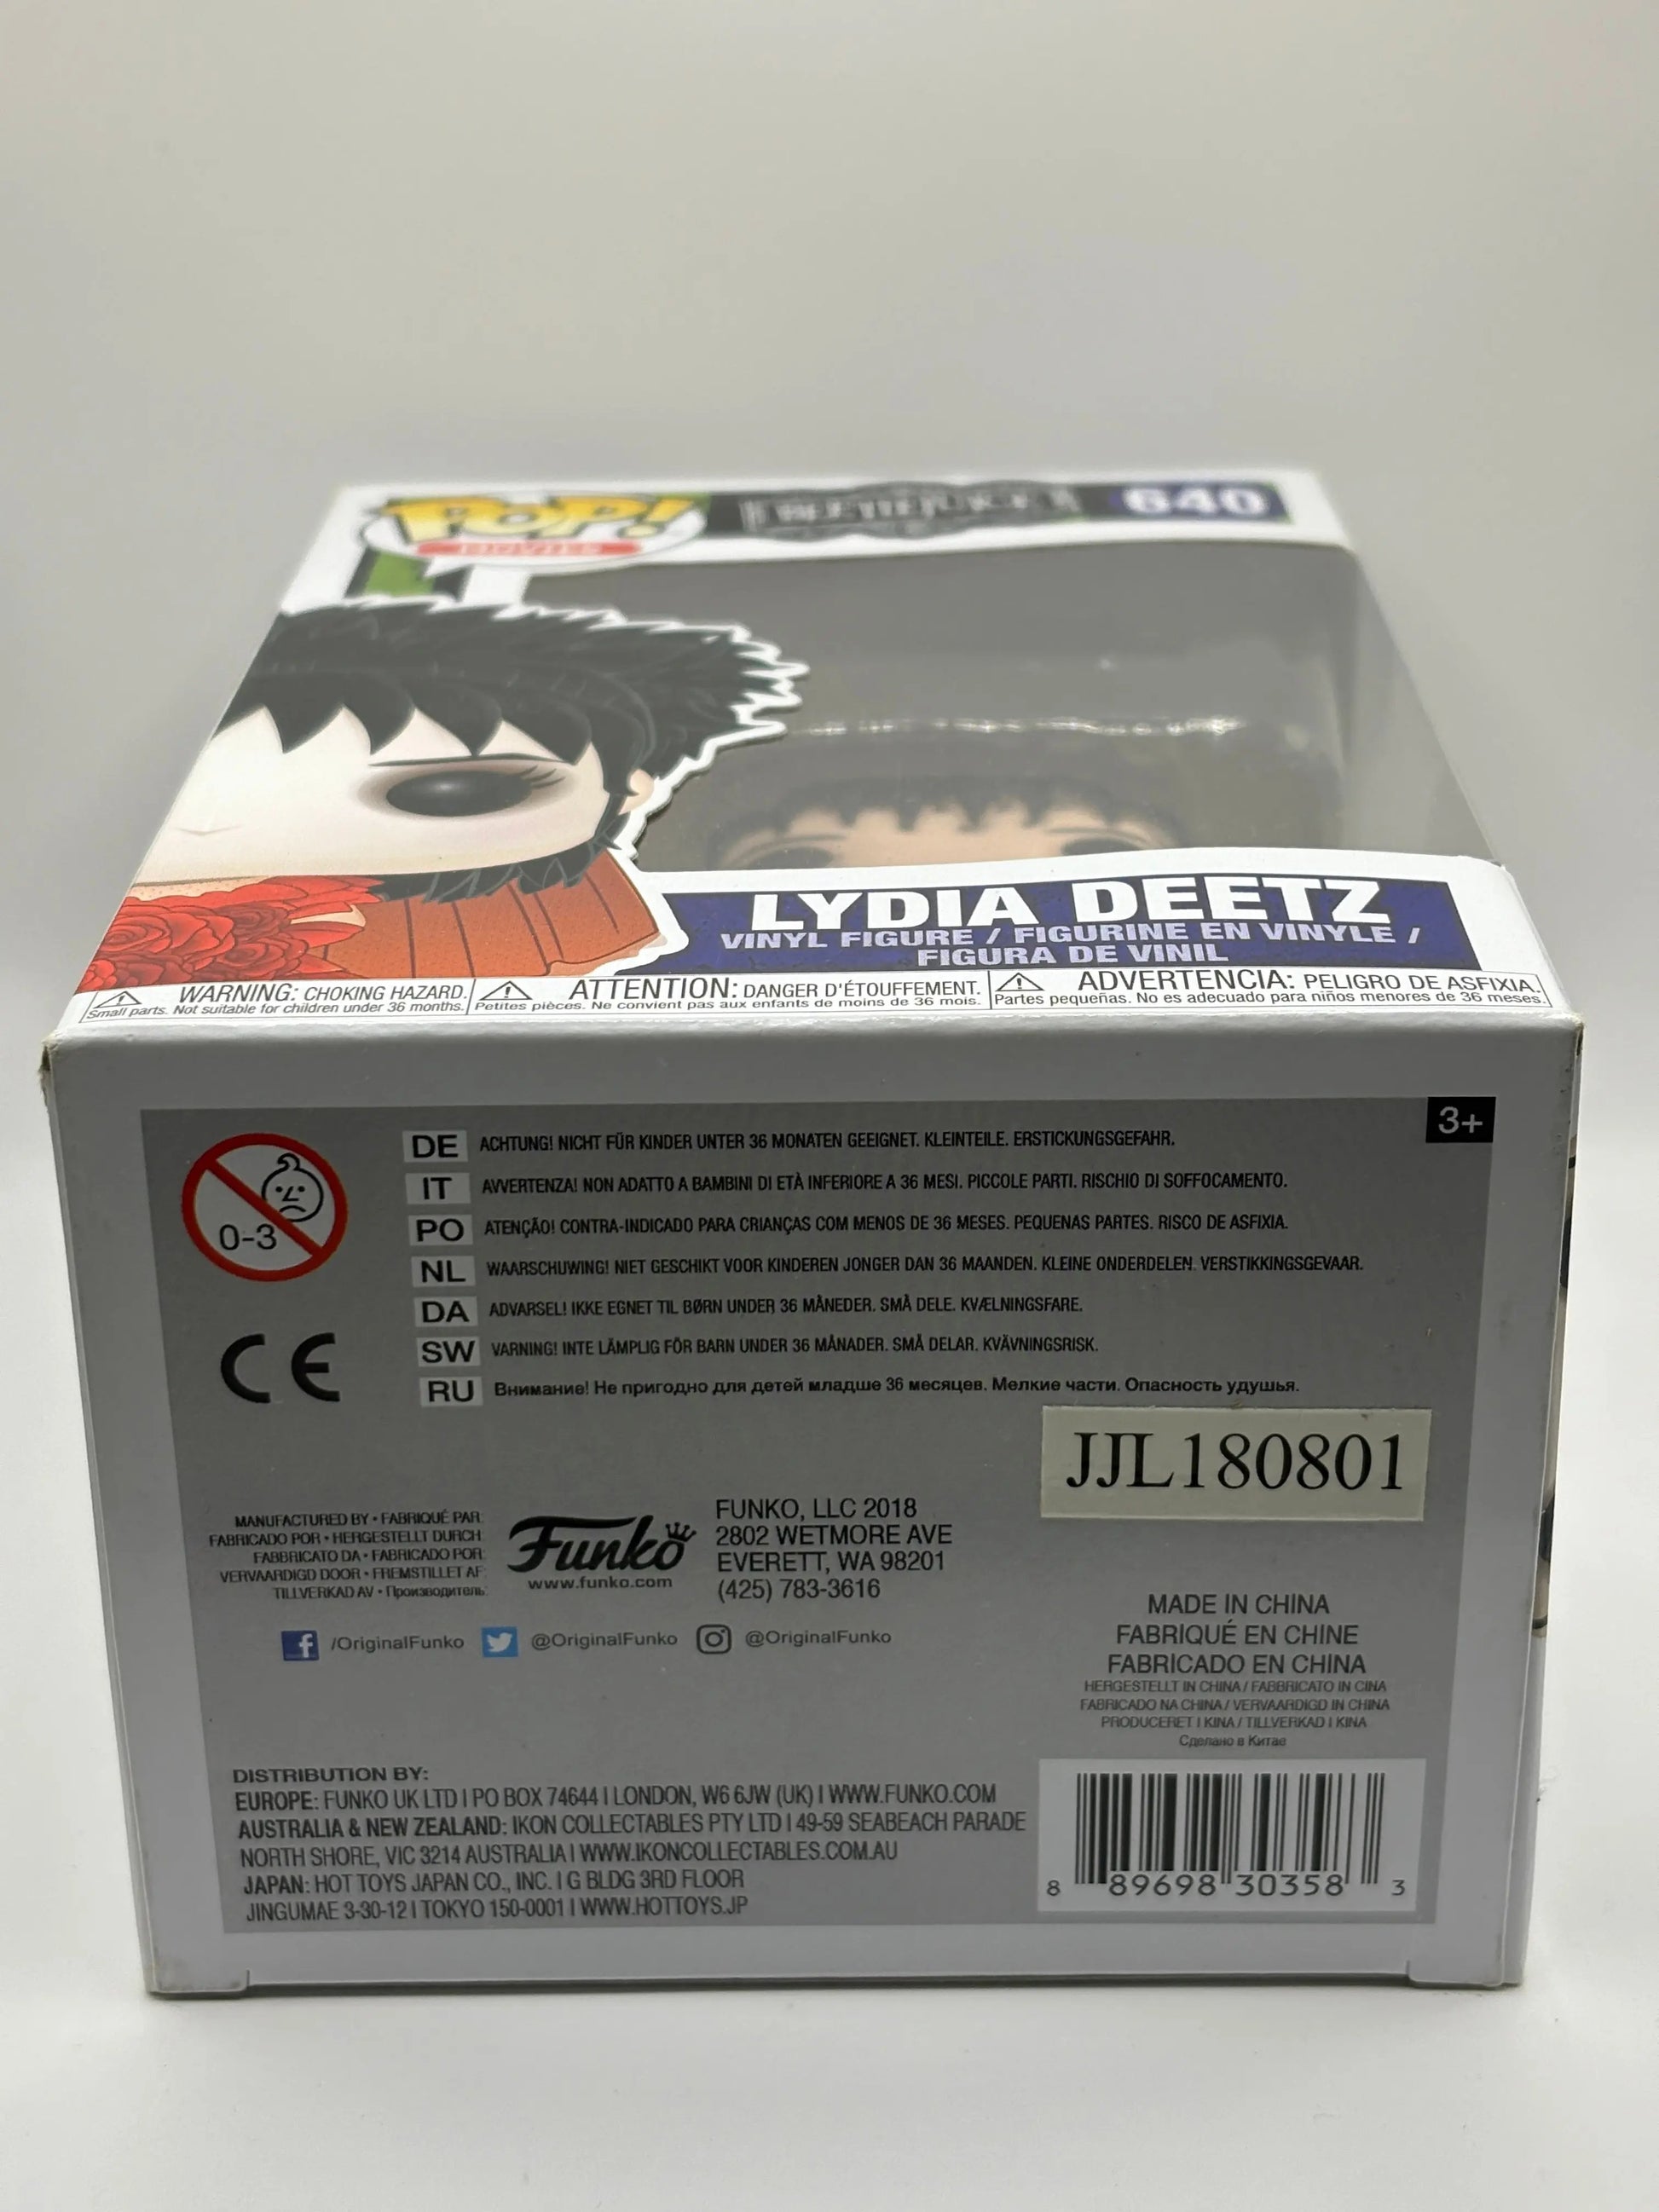 POP!
MOVIES
BEETLEJUICE
640
LYDIA DEETZ
VINYL FIGURE / FIGURINE EN VINYLE /
FIGURA DE VINIL
WARNING: CHOKING HAZARD.
Small parts. Not suitable for children under 36 months.
ATTENTION: DANGER D'ÉTOUFFEMENT.
Petites pièces. Ne convient pas aux enfants de moins de 36 mois.
ADVERTENCIA: PELIGRO DE ASFIXIA.
Partes pequeñas. No es adecuado para niños menores de 36 meses.
3+
0-3
DE ACHTUNG! NICHT FÜR KINDER UNTER 36 MONATEN GEEIGNET. KLEINTEILE. ERSTICKUNGSGEFAHR.
IT AVVERTENZA! NON ADATTO A BAMBINI DI ETÀ INFERIORE A 36 MESI. PICCOLE PARTI. RISCHIO DI SOFFOCAMENTO.
PO ATENÇÃO! CONTRA-INDICADO PARA CRIANÇAS COM MENOS DE 36 MESES. PEQUENAS PARTES. RISCO DE ASFIXIA.
NL WAARSCHUWING! NIET GESCHIKT VOOR KINDEREN JONGER DAN 36 MAANDEN. KLEINE ONDERDELEN. VERSTIKKINGSGEVAAR.
DA ADVARSEL! IKKE EGNET TIL BØRN UNDER 36 MÅNEDER. SMÅ DELE. KVÆLNINGSFARE.
SW VARNING! INTE LÄMPLIG FÖR BARN UNDER 36 MÅNADER. SMÅ DELAR. KVÄVNINGSRISK.
RU Внимание! Не пригодно для детей младше 36 месяцев. Мелкие части. Опасность удушья.
CE
JJL180801
MANUFACTURED BY • FABRIQUÉ PAR:
FABRICADO POR • HERGESTELLT DURCH:
FABBRICATO DA • FABRICADO POR:
VERVAARDIGD DOOR • FREMSTILLET AF:
TILLVERKAD AV • Производитель:
Funko
www.funko.com
FUNKO, LLC 2018
2802 WETMORE AVE
EVERETT, WA 98201
(425) 783-3616
/OriginalFunko @OriginalFunko @OriginalFunko
MADE IN CHINA
FABRIQUÉ EN CHINE
FABRICADO EN CHINA
HERGESTELLT IN CHINA / FABBRICATO IN CINA
FABRICADO NA CHINA / VERVAARDIGD IN CHINA
PRODUCERET I KINA / TILLVERKAD I KINA
Сделано в Китае
DISTRIBUTION BY:
EUROPE: FUNKO UK LTD I PO BOX 74644 I LONDON, W6 6JW (UK) I WWW.FUNKO.COM
AUSTRALIA & NEW ZEALAND: IKON COLLECTABLES PTY LTD I 49-59 SEABEACH PARADE
NORTH SHORE, VIC 3214 AUSTRALIA I WWW.IKONCOLLECTABLES.COM.AU
JAPAN: HOT TOYS JAPAN CO., INC. I G BLDG 3RD FLOOR
JINGUMAE 3-30-12 I TOKYO 150-0001 I WWW.HOTTOYS.JP
8 89698 30358 3